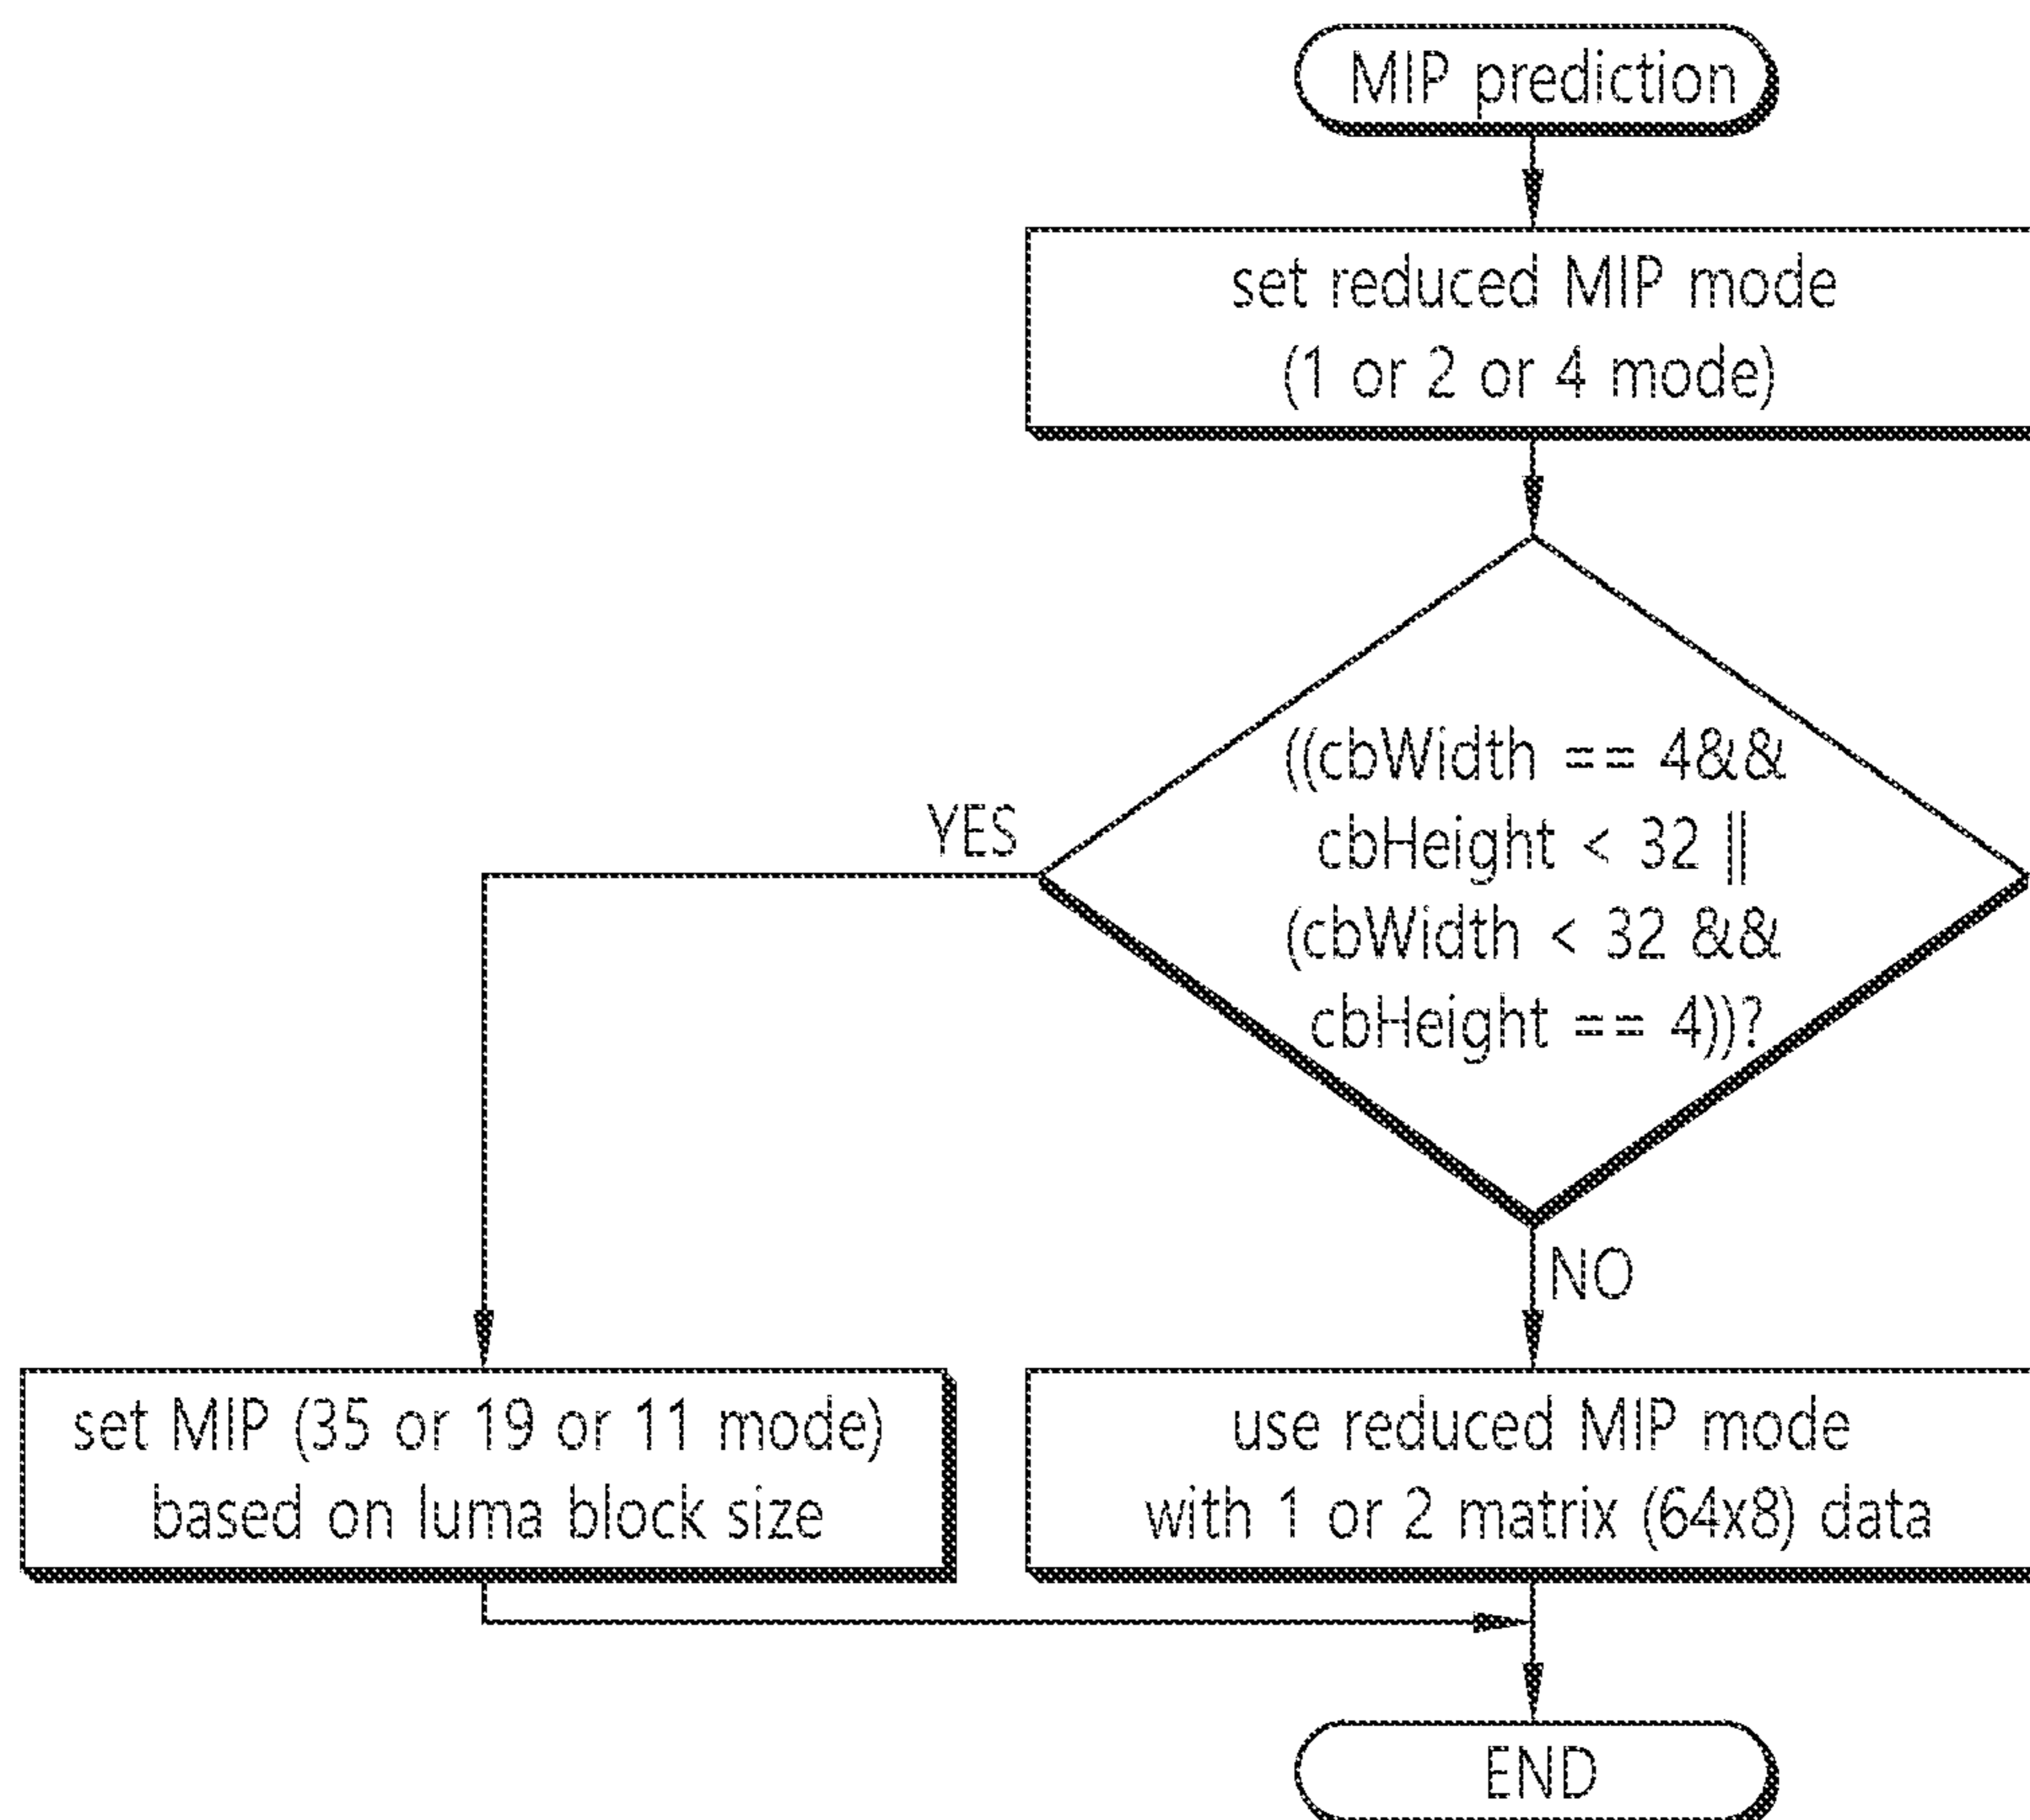 MIP prediction
set reduced MIP mode
(1 or 2 or 4 mode)
((cbWidth == 4&&
cbHeight < 32 ||
(cbWidth < 32 &&
cbHeight == 4))?
YES
NO
set MIP (35 or 19 or 11 mode)
based on luma block size
use reduced MIP mode
with 1 or 2 matrix (64x8) data
END